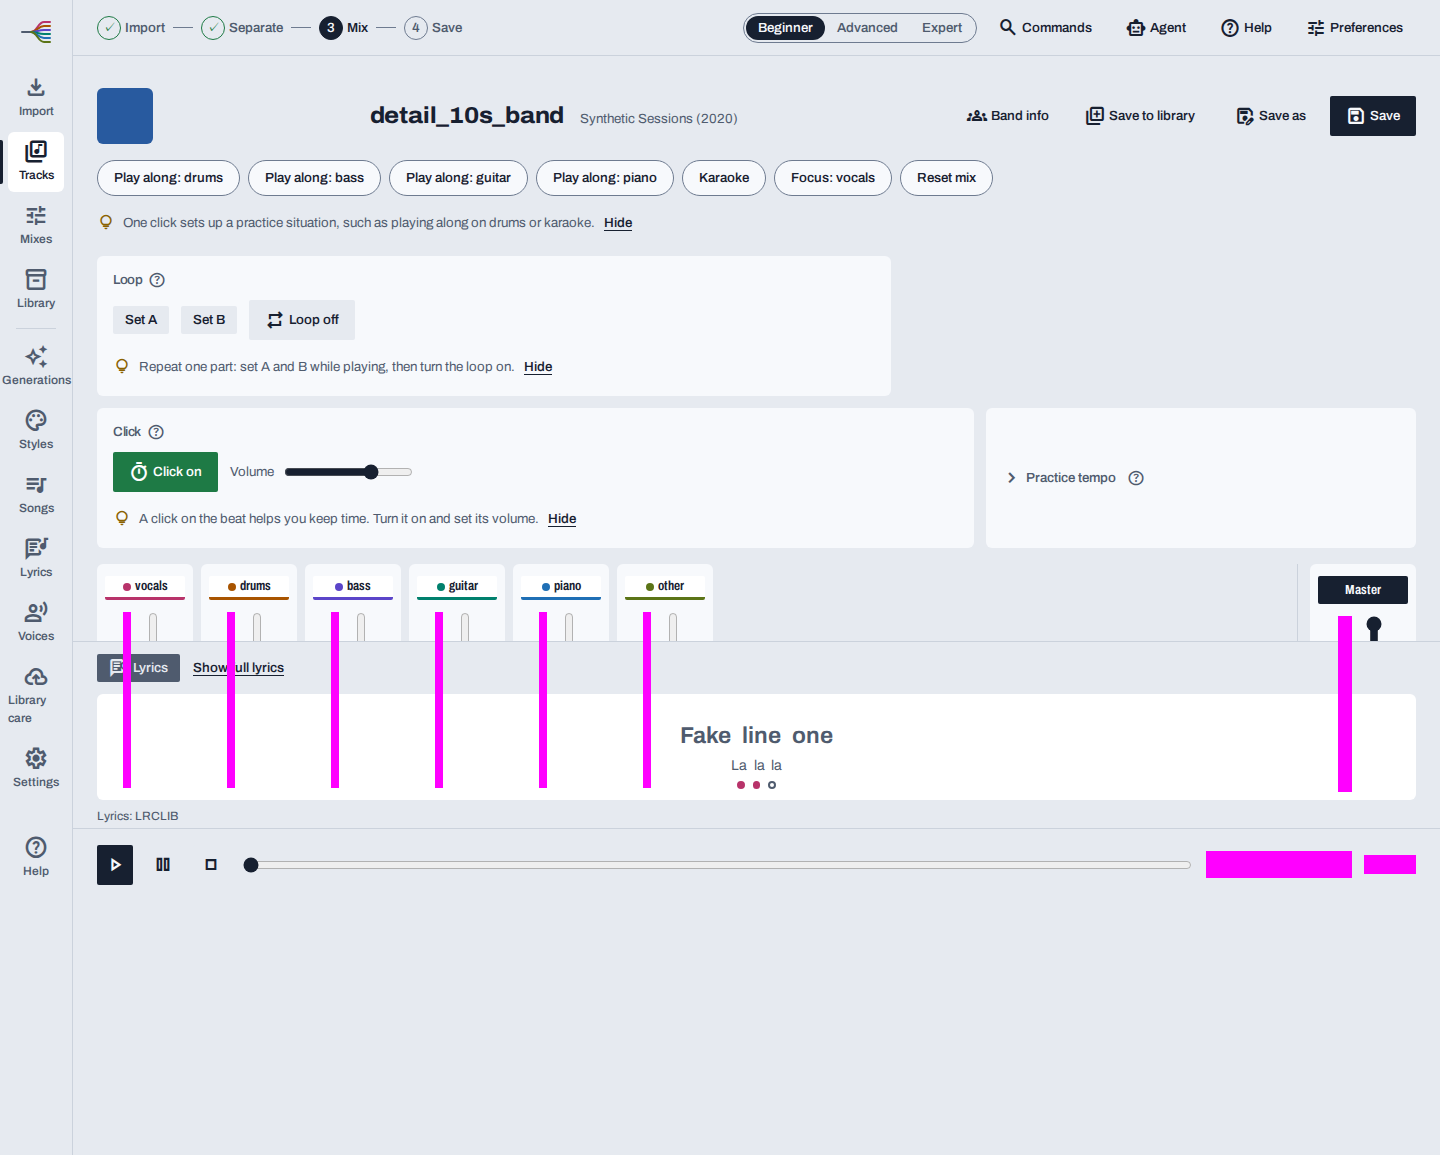 Import
Separate
3 Mix
4 Save
Beginner
Advanced
Expert
Commands
Agent
Help
Preferences
Import
Tracks
Mixes
Library
Generations
Styles
Songs
Lyrics
Voices
Library
care
Settings
Help
detail_10s_band
Synthetic Sessions (2020)
Band info
Save to library
Save as
Save
Play along: drums
Play along: bass
Play along: guitar
Play along: piano
Karaoke
Focus: vocals
Reset mix
One click sets up a practice situation, such as playing along on drums or karaoke. Hide
Loop
Set A
Set B
Loop off
Repeat one part: set A and B while playing, then turn the loop on. Hide
Click
Click on
Volume
A click on the beat helps you keep time. Turn it on and set its volume. Hide
Practice tempo
vocals
drums
bass
guitar
piano
other
Master
Lyrics
Show full lyrics
Fake line one
La la la
Lyrics: LRCLIB